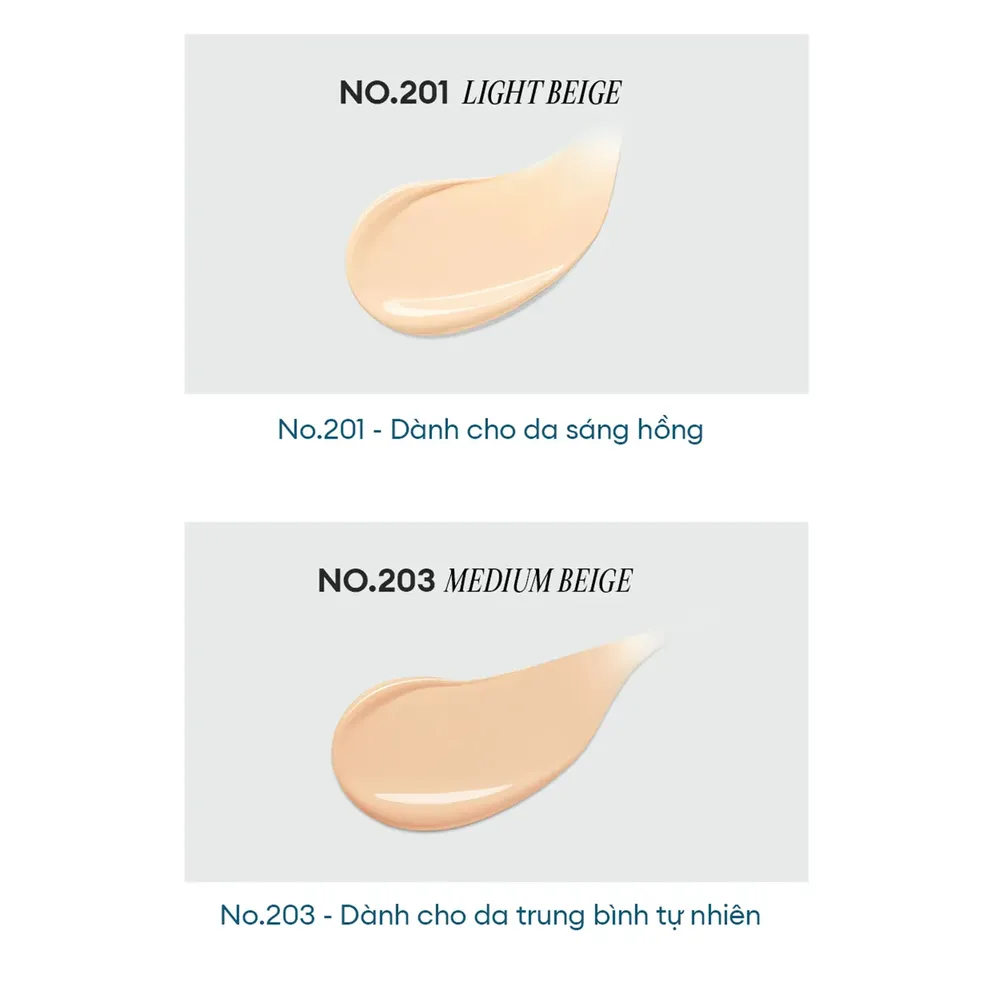 NO.201 LIGHT BEIGE
No.201 - Dành cho da sáng hồng
NO.203 MEDIUM BEIGE
No.203 - Dành cho da trung bình tự nhiên